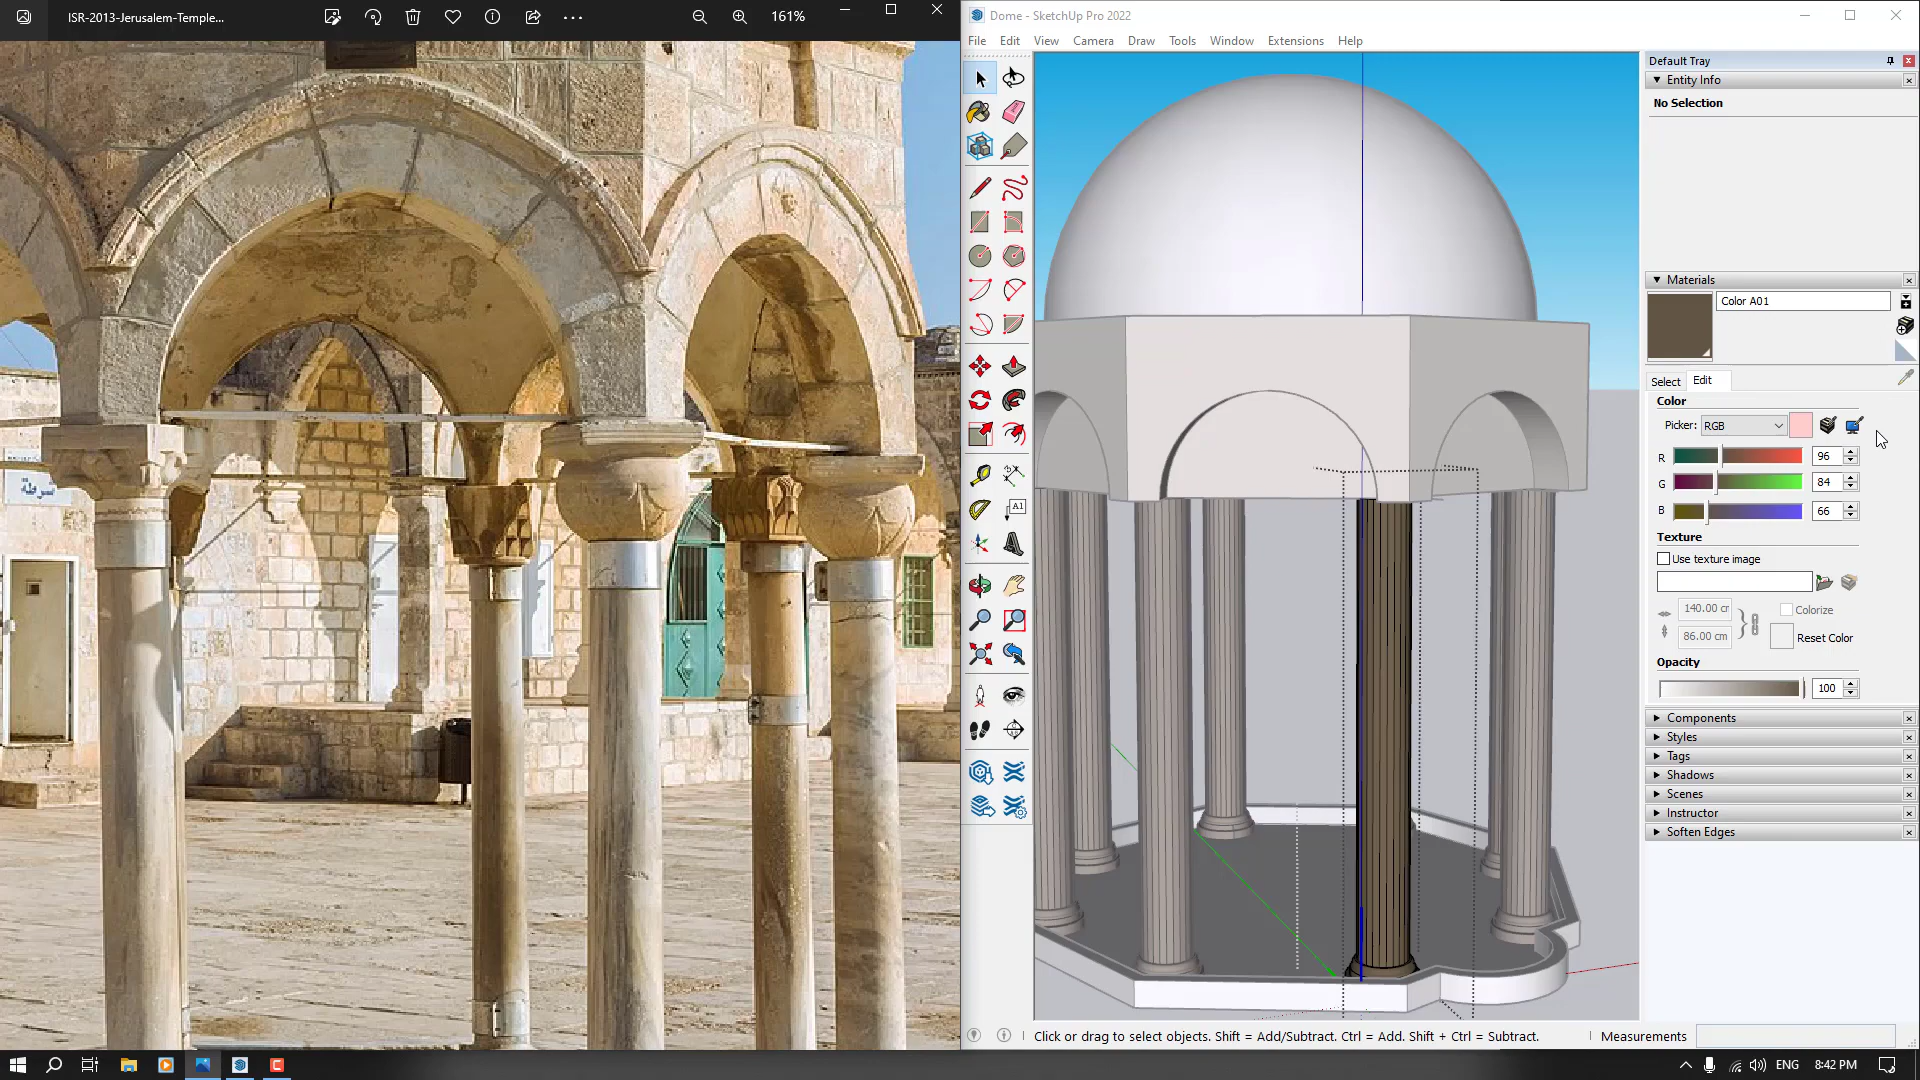 ISR-2013-Jerusalem-Temple...
161%
Dome - SketchUp Pro 2022
File Edit View Camera Draw Tools Window Extensions Help
Default Tray
Entity Info
No Selection
Materials
Color A01
Select Edit
Color
Picker: RGB
R 96
G 84
B 66
Texture
Use texture image
140.00 cr
Colorize
86.00 cm
Reset Color
Opacity
100
Components
Styles
Tags
Shadows
Scenes
Instructor
Soften Edges
A1
شرطة
Click or drag to select objects. Shift = Add/Subtract. Ctrl = Add. Shift + Ctrl = Subtract.
Measurements
ENG 8:42 PM